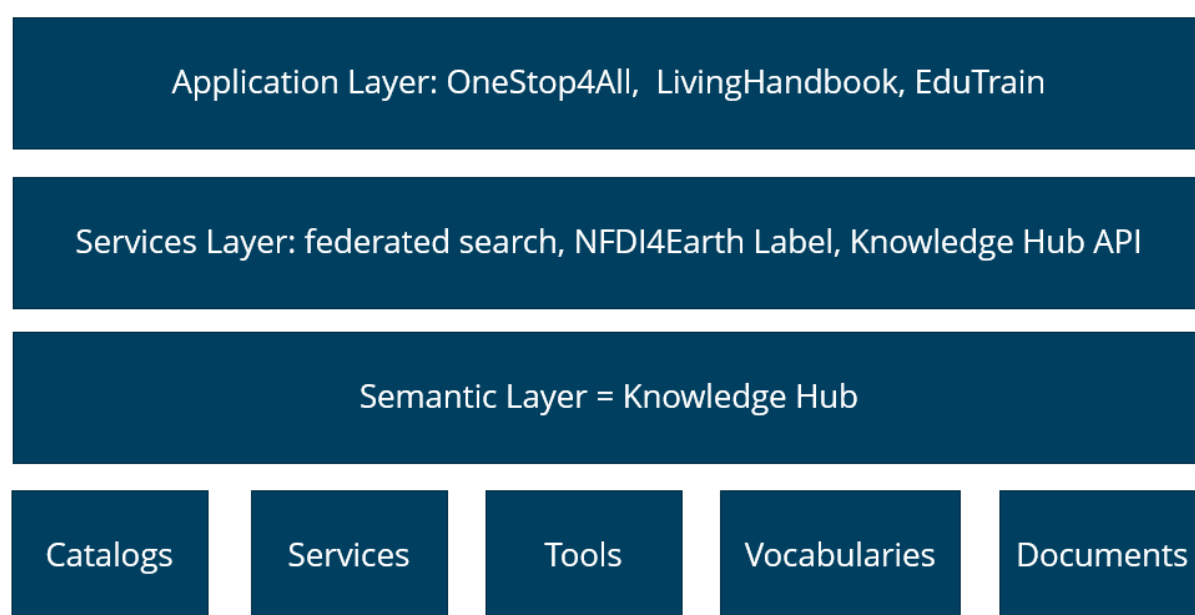 Application Layer: OneStop4All, LivingHandbook, EduTrain
Services Layer: federated search, NFDI4Earth Label, Knowledge Hub API
Semantic Layer = Knowledge Hub
Catalogs
Services
Tools
Vocabularies
Documents